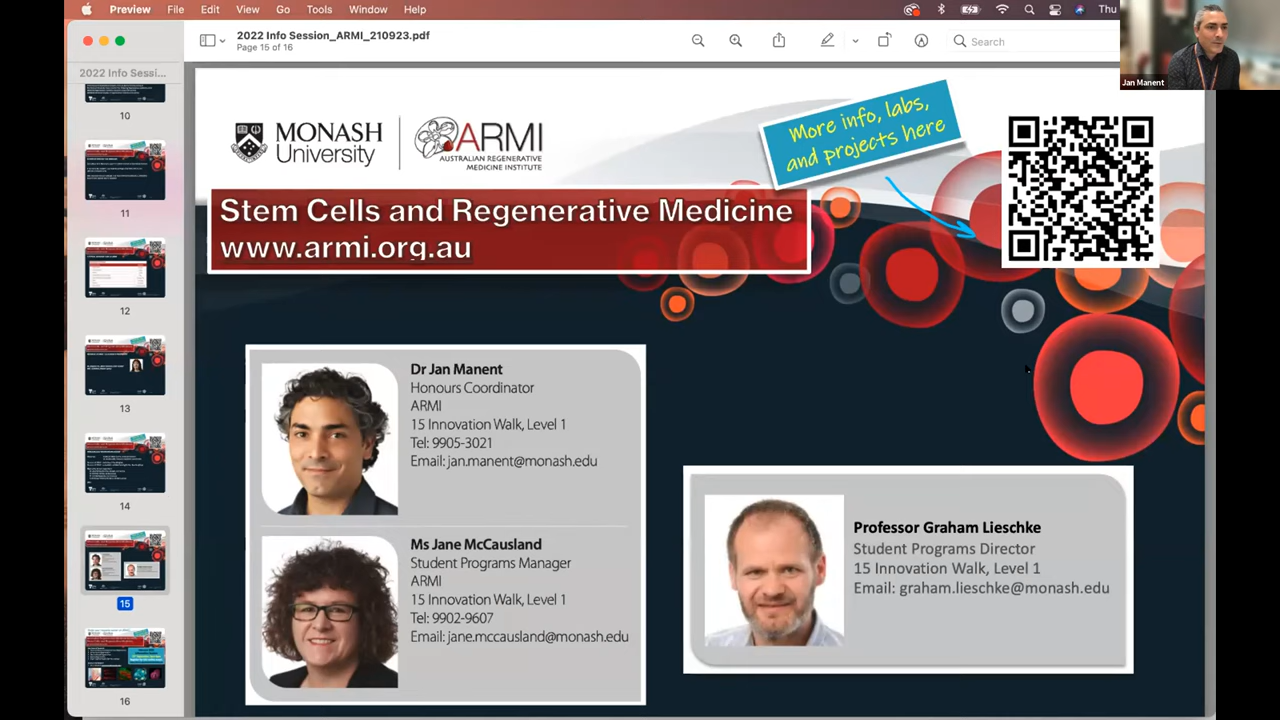 Preview File Edit View Go Tools Window Help Thu
2022 Info Session_ARMI_210923.pdf
Page 15 of 16
Search
Jan Manent
2022 Info Sessi...
10
11
12
13
14
15
16
MONASH
University
ARMI
AUSTRALIAN REGENERATIVE
MEDICINE INSTITUTE
More info, labs,
and projects here
Stem Cells and Regenerative Medicine
www.armi.org.au
Dr Jan Manent
Honours Coordinator
ARMI
15 Innovation Walk, Level 1
Tel: 9905-3021
Email: jan.manent@monash.edu
Ms Jane McCausland
Student Programs Manager
ARMI
15 Innovation Walk, Level 1
Tel: 9902-9607
Email: jane.mccausland@monash.edu
Professor Graham Lieschke
Student Programs Director
15 Innovation Walk, Level 1
Email: graham.lieschke@monash.edu